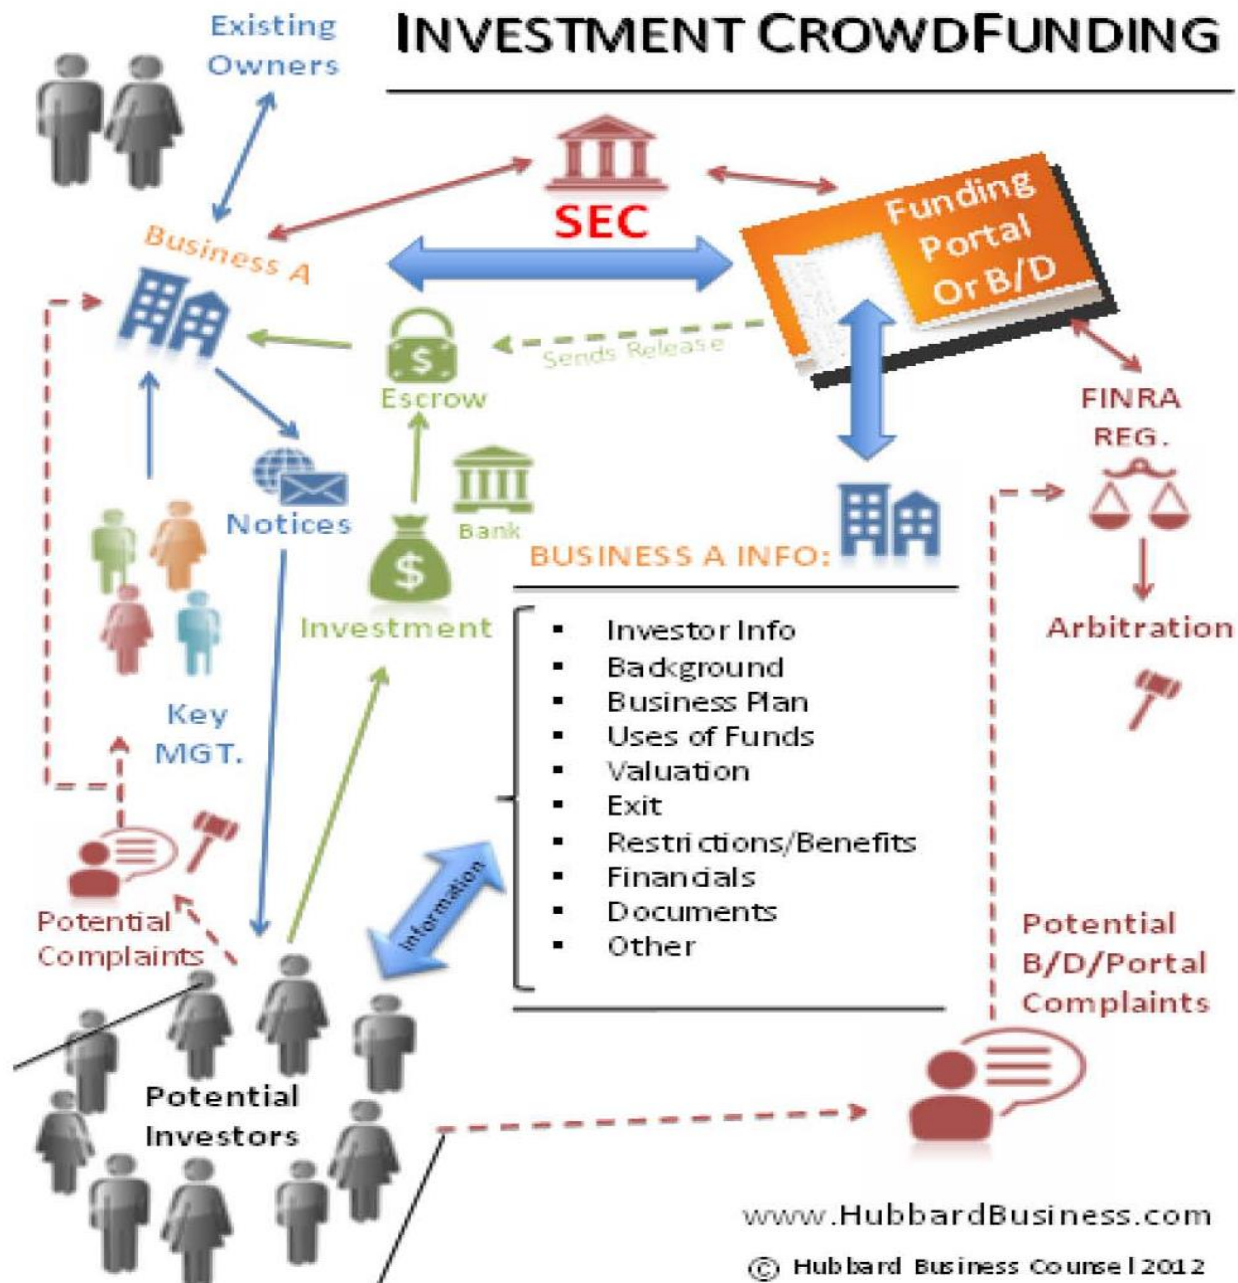 INVESTMENT CROWDFUNDING
Existing
Owners
SEC
Funding
Portal
Or B/D
Business A
Sends Release
Escrow
FINRA
REG.
Bank
Notices
BUSINESS A INFO:
Investment
▪ Investor Info
▪ Background
▪ Business Plan
▪ Uses of Funds
▪ Valuation
▪ Exit
▪ Restrictions/Benefits
▪ Financials
▪ Documents
▪ Other
Arbitration
Key
MGT.
Information
Potential
Complaints
Potential
B/D/Portal
Complaints
Potential
Investors
www.HubbardBusiness.com
© Hubbard Business Counsel 2012